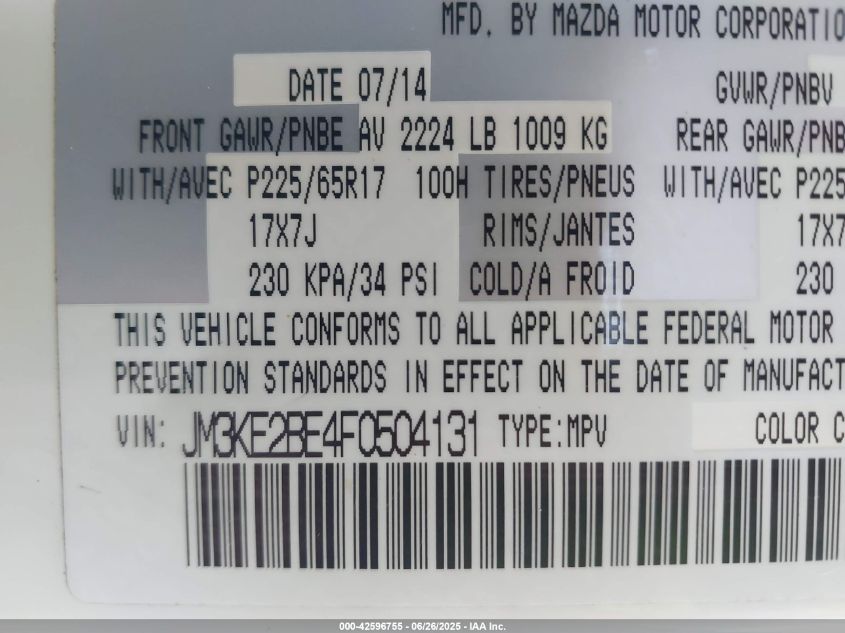 MFD. BY MAZDA MOTOR CORPORATIO
DATE 07/14 GVWR/PNBV
FRONT GAWR/PNBE AV 2224 LB 1009 KG REAR GAWR/PNB
WITH/AVEC P225/65R17 100H TIRES/PNEUS WITH/AVEC P225
17X7J RIMS/JANTES 17X7
230 KPA/34 PSI COLD/A FROID 230
THIS VEHICLE CONFORMS TO ALL APPLICABLE FEDERAL MOTOR
PREVENTION STANDARDS IN EFFECT ON THE DATE OF MANUFACT
VIN: JM3KE2BE4F0504131 TYPE:MPV COLOR C
000-42596755 - 06/26/2025 - IAA Inc.